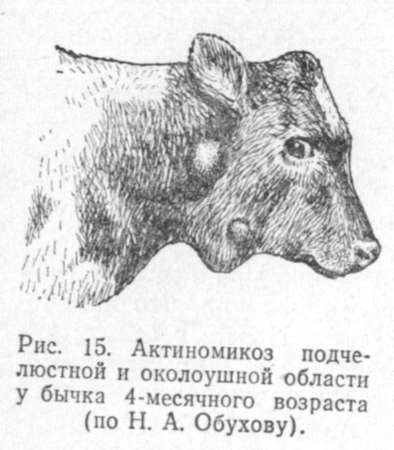 Рис. 15. Актиномикоз подче-
люстной и околоушной области
у бычка 4-месячного возраста
(по Н. А. Обухову).